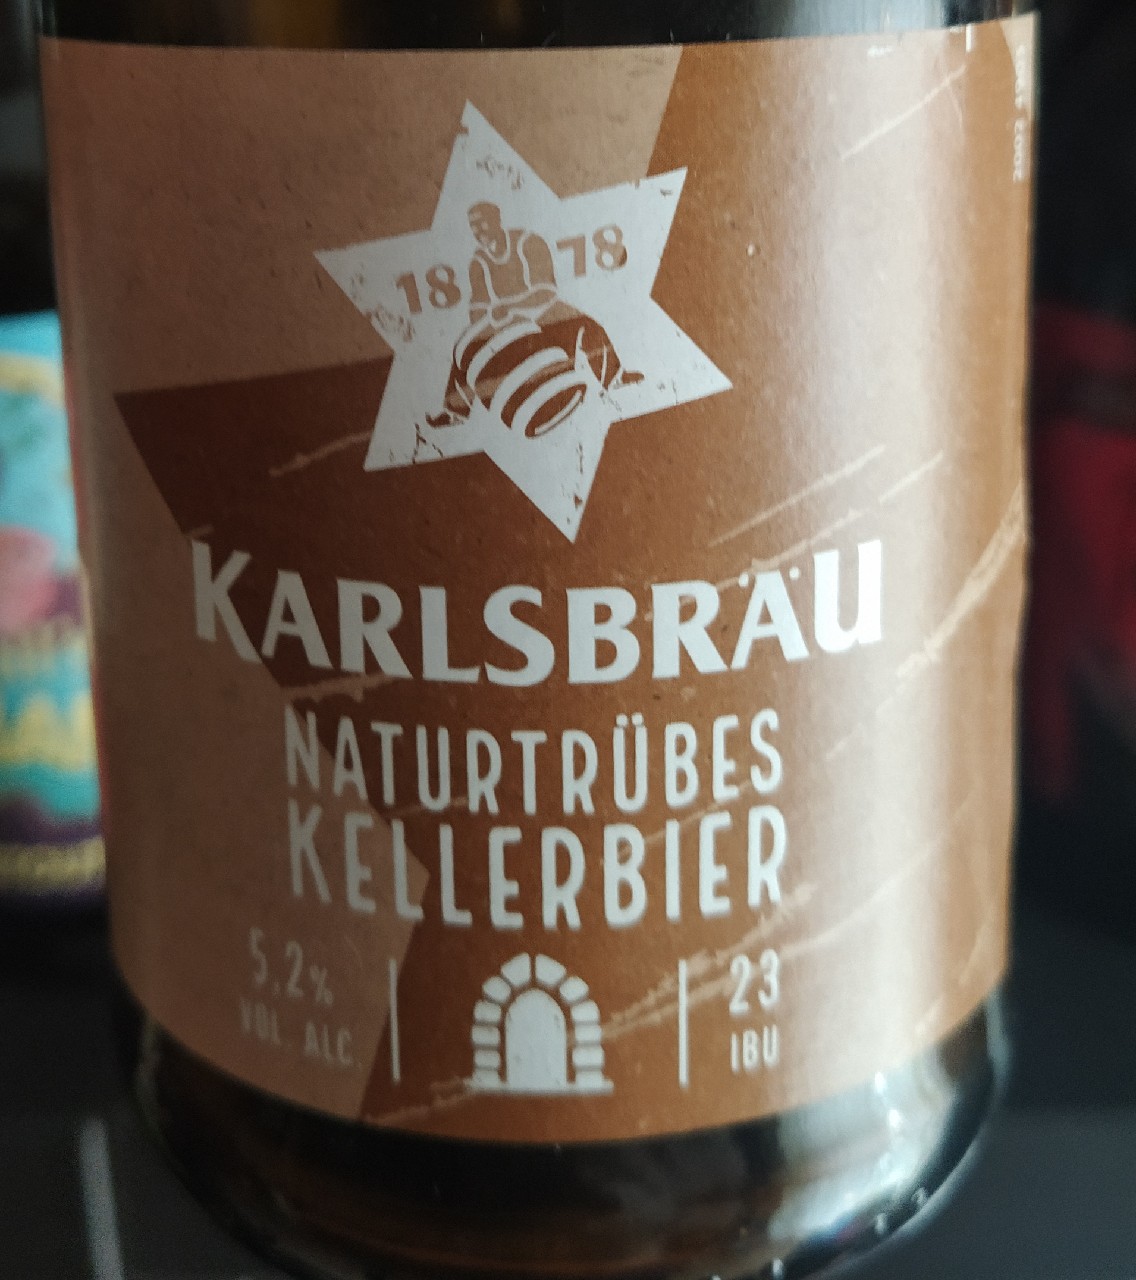 18 78
KARLSBRÄU
NATURTRÜBES
KELLERBIER
5,2%
VOL. ALC.
23
IBU